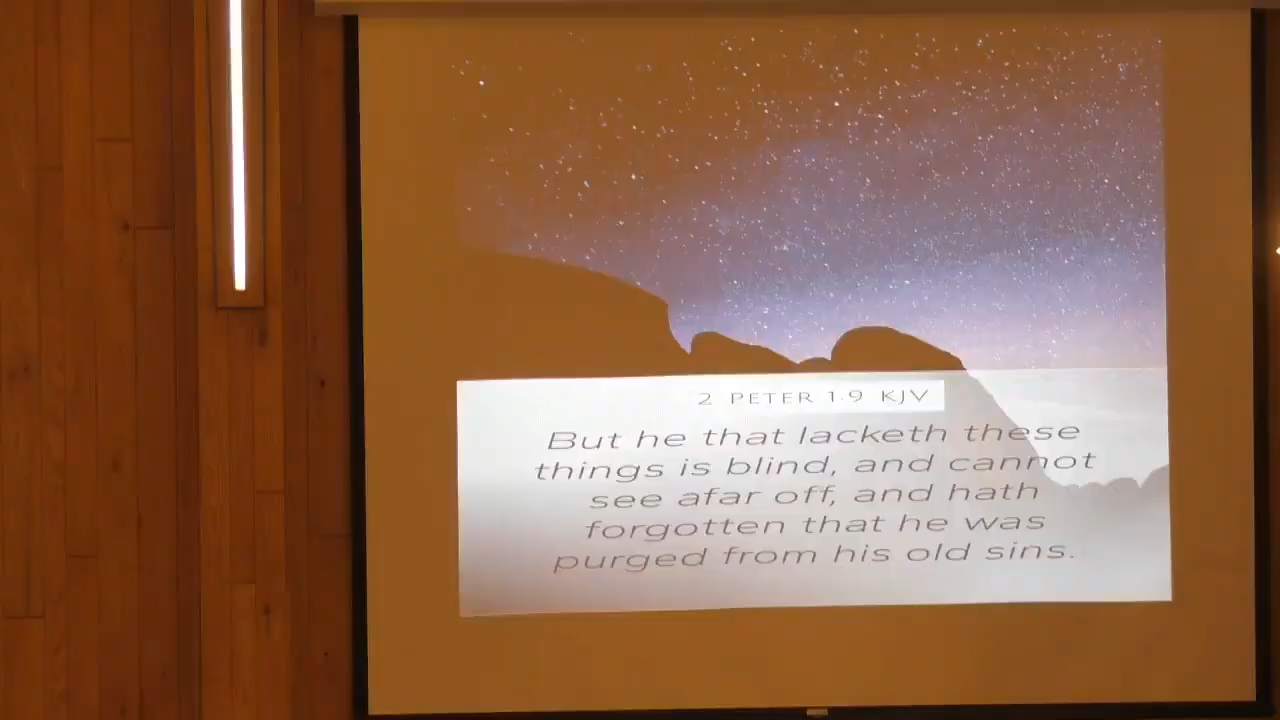 2 PETER 1:9 KJV
But he that lacketh these
things is blind, and cannot
see afar off, and hath
forgotten that he was
purged from his old sins.